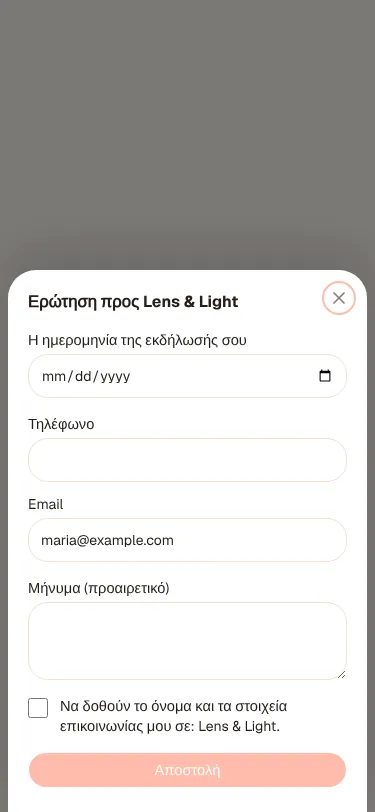 Ερώτηση προς Lens & Light
Η ημερομηνία της εκδήλωσής σου
mm/dd/yyyy
Τηλέφωνο
Email
maria@example.com
Μήνυμα (προαιρετικό)
Να δοθούν το όνομα και τα στοιχεία
επικοινωνίας μου σε: Lens & Light.
Αποστολή